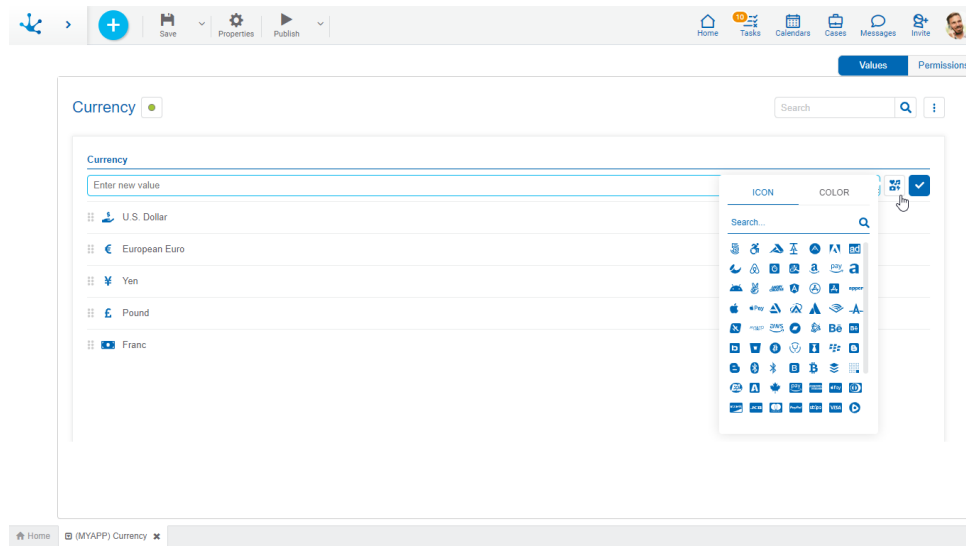 Save
Properties
Publish
Home
10
Tasks
Calendars
Cases
Messages
Invite
Values
Permissions
Currency
Search
Currency
Enter new value
ICON
COLOR
Search...
U.S. Dollar
European Euro
Yen
Pound
Franc
Home
(MYAPP) Currency